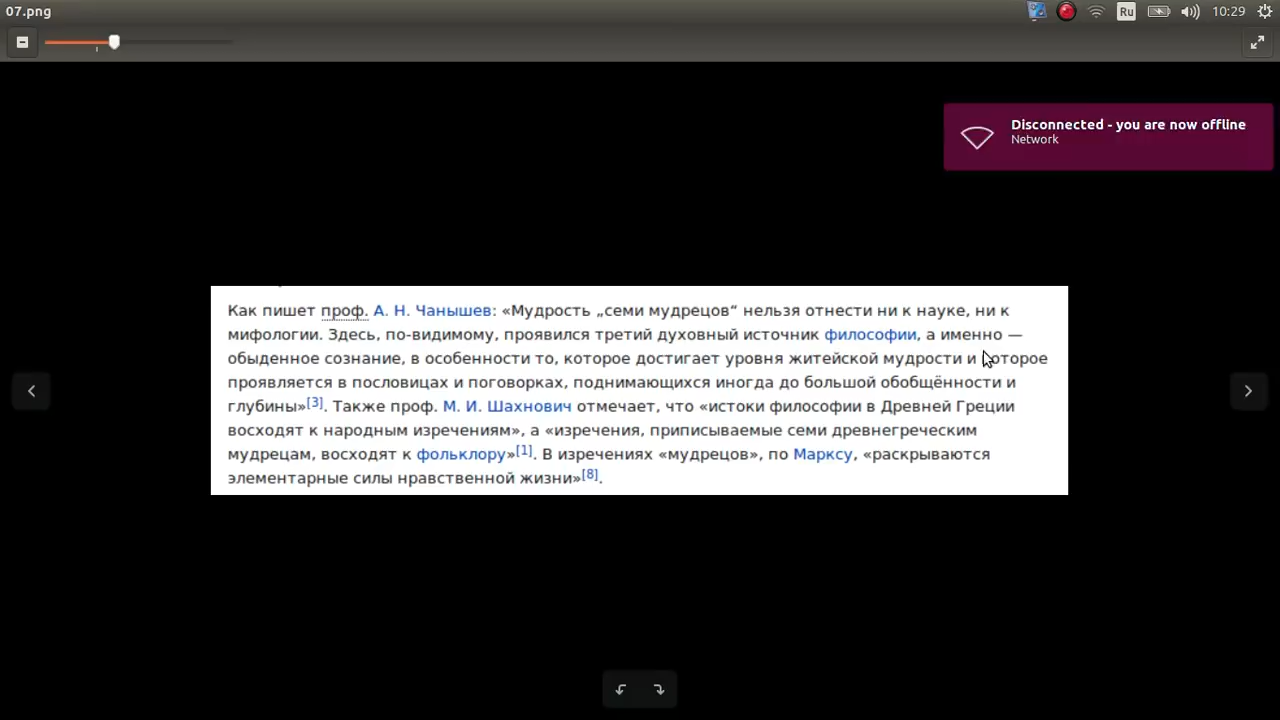 07.png
Ru
10:29
Disconnected - you are now offline
Network
Как пишет проф. А. Н. Чанышев: «Мудрость „семи мудрецов“ нельзя отнести ни к науке, ни к
мифологии. Здесь, по-видимому, проявился третий духовный источник философии, а именно —
обыденное сознание, в особенности то, которое достигает уровня житейской мудрости и которое
проявляется в пословицах и поговорках, поднимающихся иногда до большой обобщённости и
глубины»[3]. Также проф. М. И. Шахнович отмечает, что «истоки философии в Древней Греции
восходят к народным изречениям», а «изречения, приписываемые семи древнегреческим
мудрецам, восходят к фольклору»[1]. В изречениях «мудрецов», по Марксу, «раскрываются
элементарные силы нравственной жизни»[8].